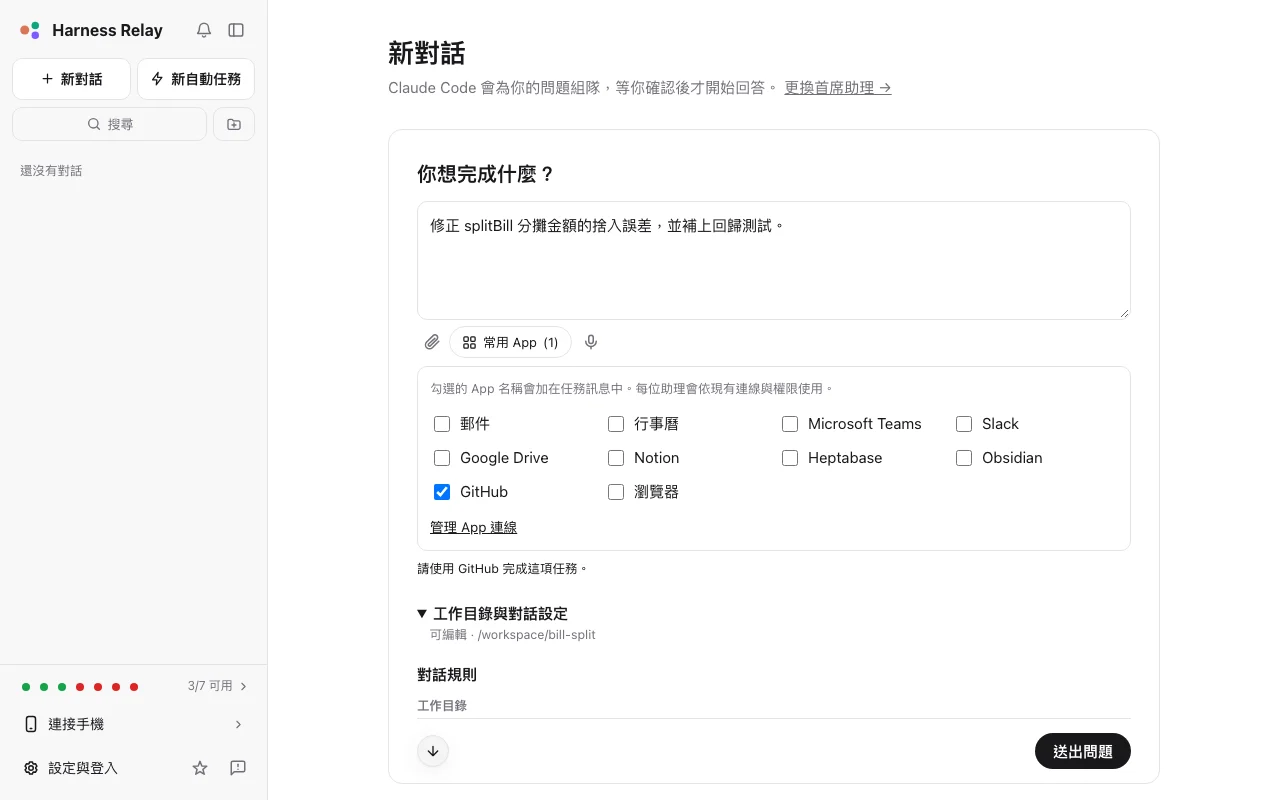 Harness Relay
新對話
新自動任務
搜尋
還沒有對話
3/7 可用
連接手機
設定與登入
新對話
Claude Code 會為你的問題組隊，等你確認後才開始回答。 更換首席助理 →
你想完成什麼？
修正 splitBill 分攤金額的捨入誤差，並補上回歸測試。
常用 App (1)
勾選的 App 名稱會加在任務訊息中。每位助理會依現有連線與權限使用。
郵件 行事曆 Microsoft Teams Slack
Google Drive Notion Heptabase Obsidian
GitHub 瀏覽器
管理 App 連線
請使用 GitHub 完成這項任務。
工作目錄與對話設定
可編輯 · /workspace/bill-split
對話規則
工作目錄
送出問題